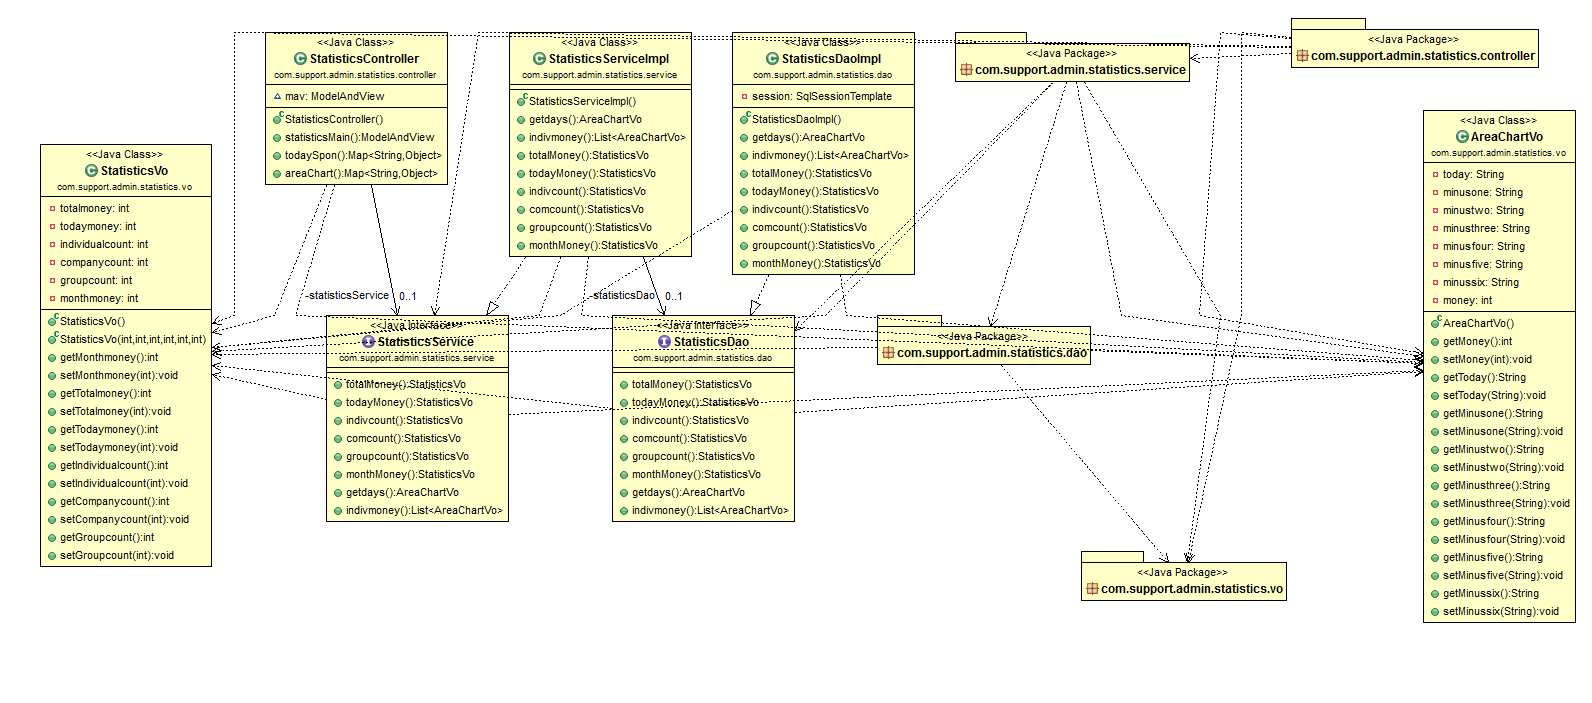 <<Java Class>>
StatisticsVo
com.support.admin.statistics.vo
totalmoney: int
todaymoney: int
individualcount: int
companycount: int
groupcount: int
monthmoney: int
StatisticsVo()
StatisticsVo(int,int,int,int,int,int)
getMonthmoney():int
setMonthmoney(int):void
getTotalmoney():int
setTotalmoney(int):void
getTodaymoney():int
setTodaymoney(int):void
getIndividualcount():int
setIndividualcount(int):void
getCompanycount():int
setCompanycount(int):void
getGroupcount():int
setGroupcount(int):void
<<Java Class>>
StatisticsController
com.support.admin.statistics.controller
mav: ModelAndView
StatisticsController()
statisticsMain():ModelAndView
todaySpon():Map<String,Object>
areaChart():Map<String,Object>
<<Java Class>>
StatisticsServiceImpl
com.support.admin.statistics.service
StatisticsServiceImpl()
getdays():AreaChartVo
indivmoney():List<AreaChartVo>
totalMoney():StatisticsVo
todayMoney():StatisticsVo
indivcount():StatisticsVo
comcount():StatisticsVo
groupcount():StatisticsVo
monthMoney():StatisticsVo
<<Java Class>>
StatisticsDaoImpl
com.support.admin.statistics.dao
session: SqlSessionTemplate
StatisticsDaoImpl()
getdays():AreaChartVo
indivmoney():List<AreaChartVo>
totalMoney():StatisticsVo
todayMoney():StatisticsVo
indivcount():StatisticsVo
comcount():StatisticsVo
groupcount():StatisticsVo
monthMoney():StatisticsVo
<<Java Package>>
com.support.admin.statistics.service
<<Java Package>>
com.support.admin.statistics.controller
-statisticsService 0..1
-statisticsDao 0..1
<<Java Interface>>
StatisticsService
com.support.admin.statistics.service
totalMoney():StatisticsVo
todayMoney():StatisticsVo
indivcount():StatisticsVo
comcount():StatisticsVo
groupcount():StatisticsVo
monthMoney():StatisticsVo
getdays():AreaChartVo
indivmoney():List<AreaChartVo>
<<Java Interface>>
StatisticsDao
com.support.admin.statistics.dao
totalMoney():StatisticsVo
todayMoney():StatisticsVo
indivcount():StatisticsVo
comcount():StatisticsVo
groupcount():StatisticsVo
monthMoney():StatisticsVo
getdays():AreaChartVo
indivmoney():List<AreaChartVo>
<<Java Package>>
com.support.admin.statistics.dao
<<Java Package>>
com.support.admin.statistics.vo
<<Java Class>>
AreaChartVo
com.support.admin.statistics.vo
today: String
minusone: String
minustwo: String
minusthree: String
minusfour: String
minusfive: String
minussix: String
money: int
AreaChartVo()
getMoney():int
setMoney(int):void
getToday():String
setToday(String):void
getMinusone():String
setMinusone(String):void
getMinustwo():String
setMinustwo(String):void
getMinusthree():String
setMinusthree(String):void
getMinusfour():String
setMinusfour(String):void
getMinusfive():String
setMinusfive(String):void
getMinussix():String
setMinussix(String):void